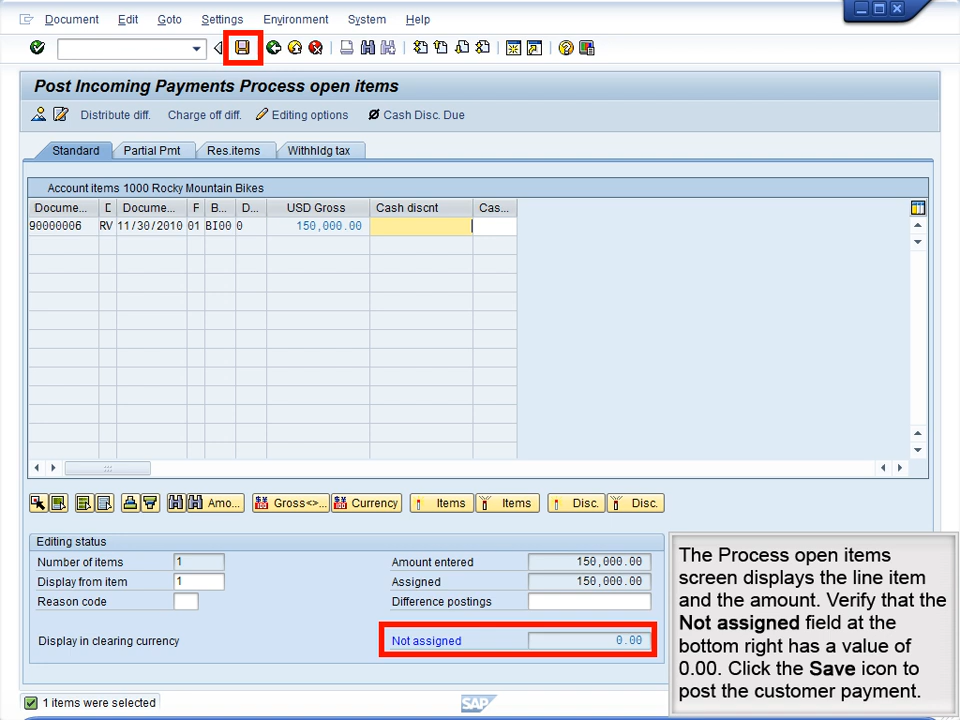 Document Edit Goto Settings Environment System Help
Post Incoming Payments Process open items
Distribute diff. Charge off diff. Editing options Cash Disc. Due
Standard Partial Pmt Res.items Withhldg tax
Account items 1000 Rocky Mountain Bikes
Docume... D Docume... F B... D... USD Gross Cash discnt Cas...
90000006 RV 11/30/2010 01 BI00 0 150,000.00
Amo... Gross<>... Currency Items Items Disc. Disc.
Editing status
Number of items 1 Amount entered 150,000.00
Display from item 1 Assigned 150,000.00
Reason code Difference postings
Display in clearing currency Not assigned 0.00
The Process open items
screen displays the line item
and the amount. Verify that the
Not assigned field at the
bottom right has a value of
0.00. Click the Save icon to
post the customer payment.
1 items were selected
SAP